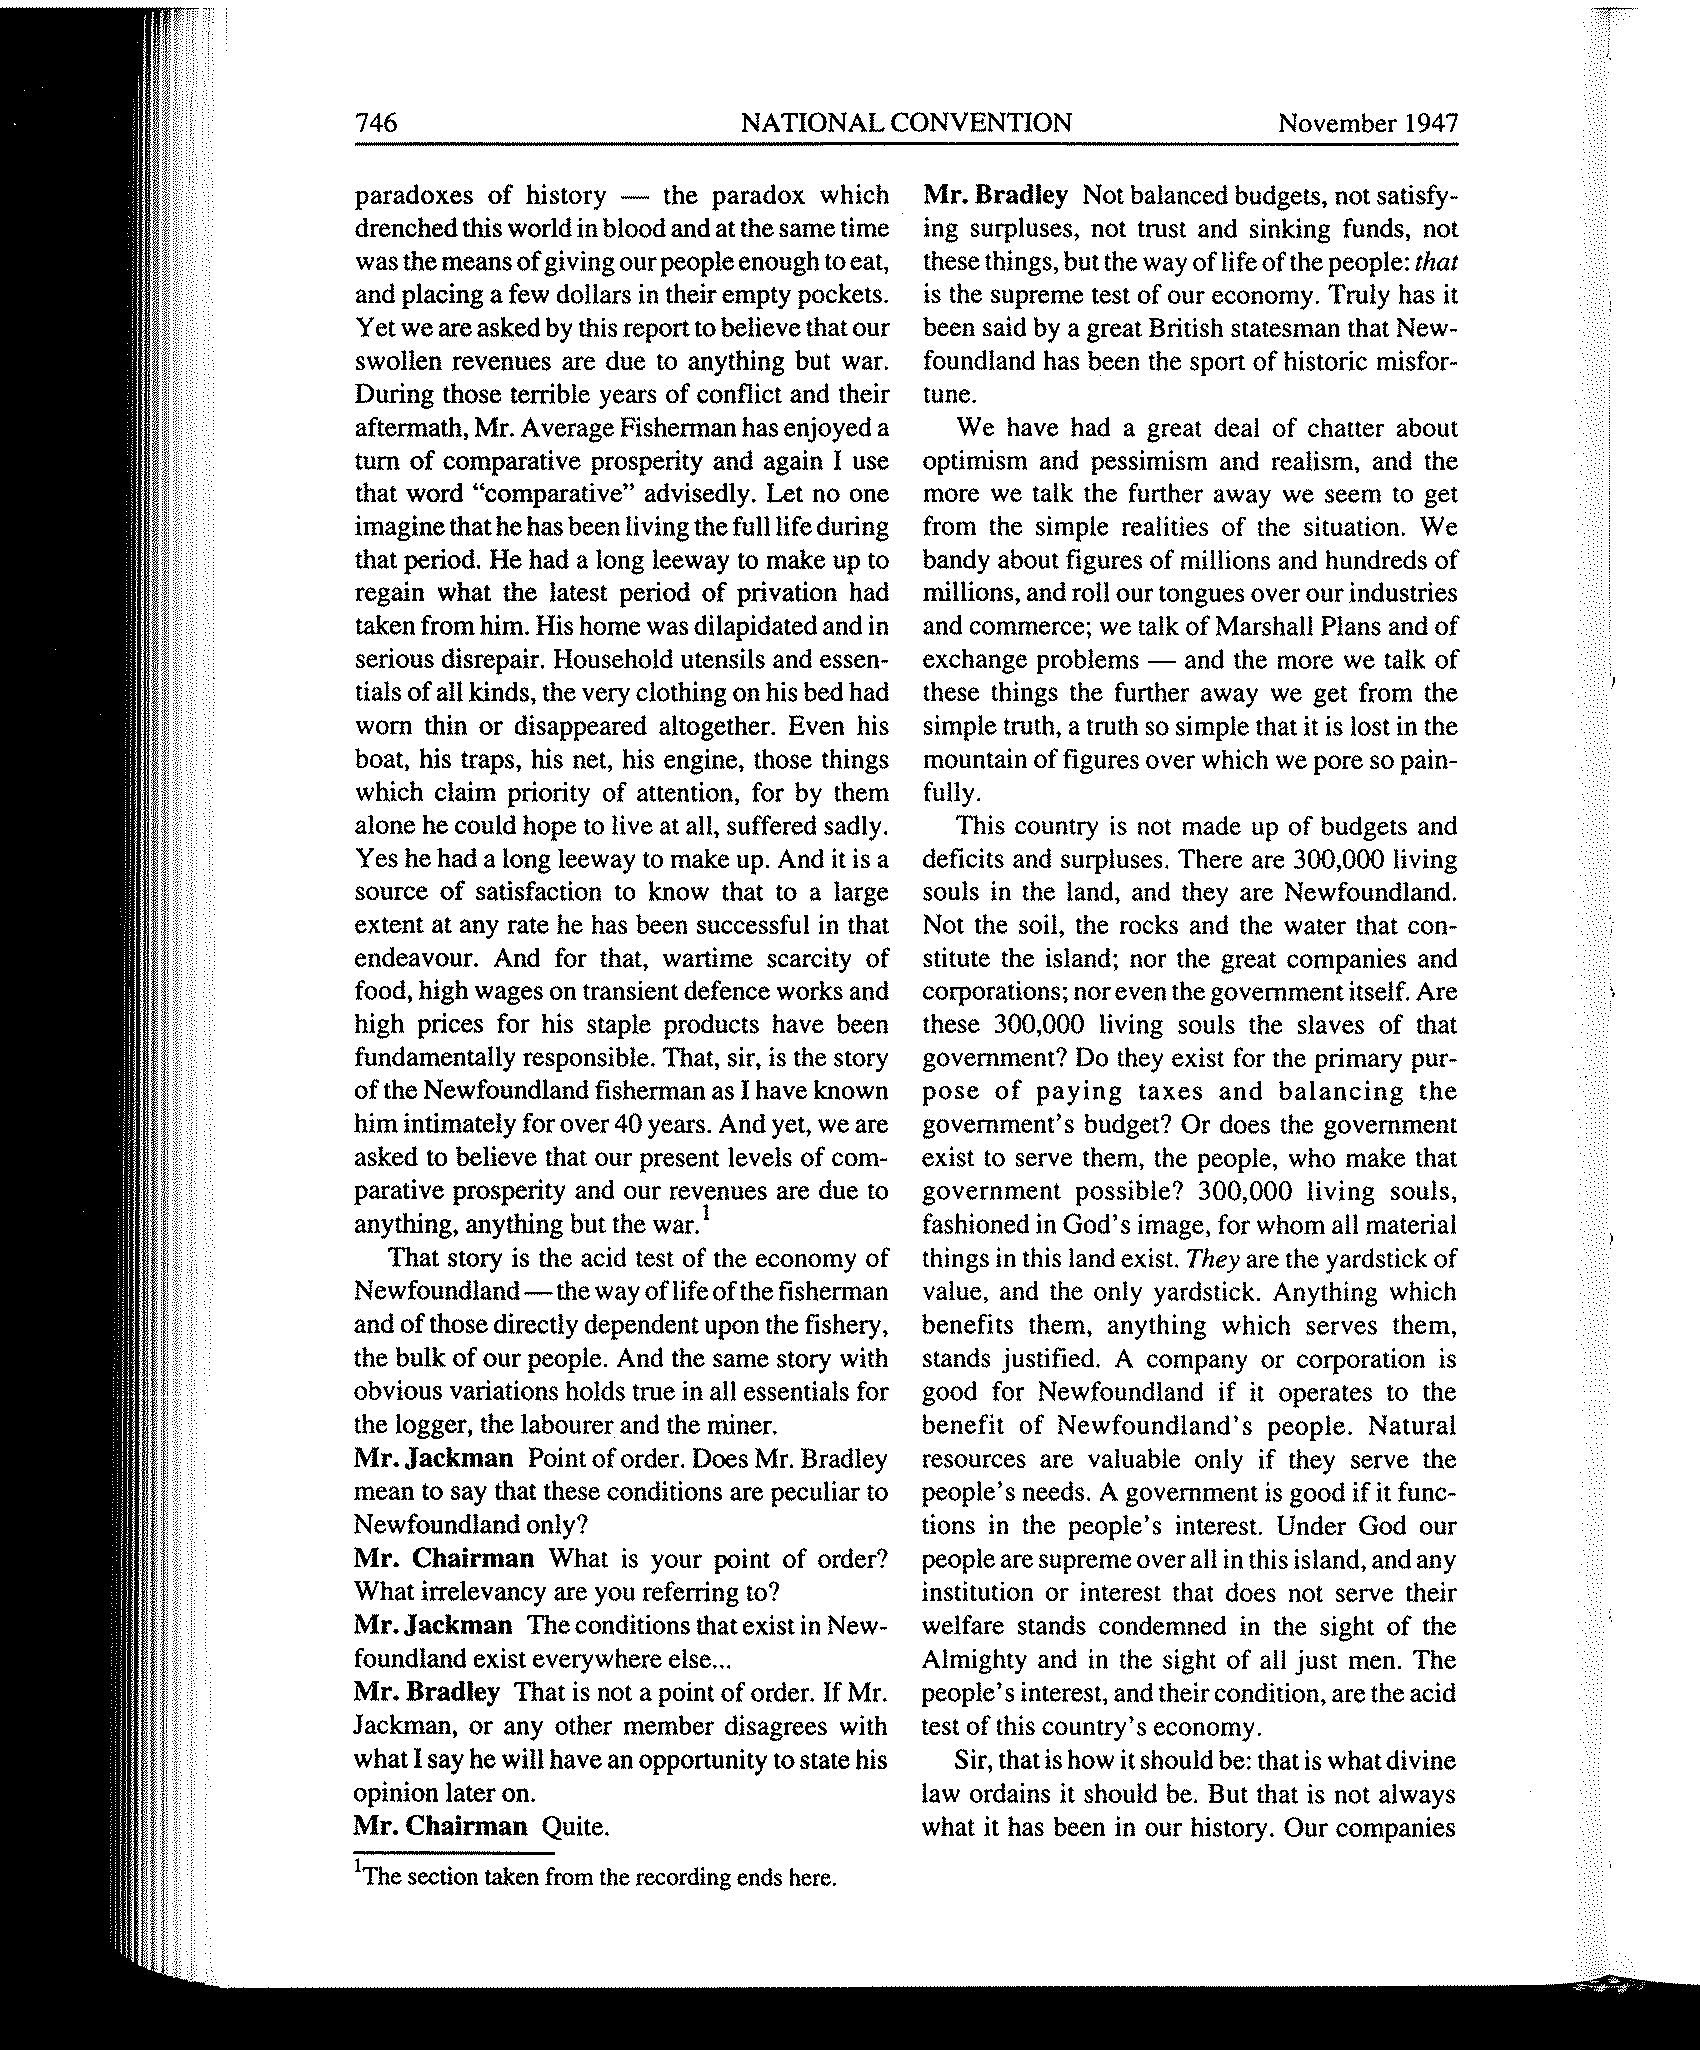 746 NATIONAL CONVENTION November 1947
paradoxes of history — the paradox which
drenched this world in blood and at the same time
was the means of giving our people enough to eat,
and placing a few dollars in their empty pockets.
Yet we are asked by this report to believe that our
swollen revenues are due to anything but war.
During those terrible years of conflict and their
aftermath, Mr. Average Fisherman has enjoyed a
turn of comparative prosperity and again I use
that word “comparative” advisedly. Let no one
imagine that he has been living the full life during
that period. He had a long leeway to make up to
regain what the latest period of privation had
taken from him. His home was dilapidated and in
serious disrepair. Household utensils and essen-
tials of all kinds, the very clothing on his bed had
worn thin or disappeared altogether. Even his
boat, his traps, his net, his engine, those things
which claim priority of attention, for by them
alone he could hope to live at all, suffered sadly.
Yes he had a long leeway to make up. And it is a
source of satisfaction to know that to a large
extent at any rate he has been successful in that
endeavour. And for that, wartime scarcity of
food, high wages on transient defence works and
high prices for his staple products have been
fundamentally responsible. That, sir, is the story
of the Newfoundland fisherman as I have known
him intimately for over 40 years. And yet, we are
asked to believe that our present levels of com-
parative prosperity and our revenues are due to
anything, anything but the war.1
That story is the acid test of the economy of
Newfoundland — the way of life of the fisherman
and of those directly dependent upon the fishery,
the bulk of our people. And the same story with
obvious variations holds true in all essentials for
the logger, the labourer and the miner.
Mr. Jackman Point of order. Does Mr. Bradley
mean to say that these conditions are peculiar to
Newfoundland only?
Mr. Chairman What is your point of order?
What irrelevancy are you referring to?
Mr. Jackman The conditions that exist in New-
foundland exist everywhere else...
Mr. Bradley That is not a point of order. If Mr.
Jackman, or any other member disagrees with
what I say he will have an opportunity to state his
opinion later on.
Mr. Chairman Quite.
1The section taken from the recording ends here.
Mr. Bradley Not balanced budgets, not satisfy-
ing surpluses, not trust and sinking funds, not
these things, but the way of life of the people: that
is the supreme test of our economy. Truly has it
been said by a great British statesman that New-
foundland has been the sport of historic misfor-
tune.
We have had a great deal of chatter about
optimism and pessimism and realism, and the
more we talk the further away we seem to get
from the simple realities of the situation. We
bandy about figures of millions and hundreds of
millions, and roll our tongues over our industries
and commerce; we talk of Marshall Plans and of
exchange problems — and the more we talk of
these things the further away we get from the
simple truth, a truth so simple that it is lost in the
mountain of figures over which we pore so pain-
fully.
This country is not made up of budgets and
deficits and surpluses. There are 300,000 living
souls in the land, and they are Newfoundland.
Not the soil, the rocks and the water that con-
stitute the island; nor the great companies and
corporations; nor even the government itself. Are
these 300,000 living souls the slaves of that
government? Do they exist for the primary pur-
pose of paying taxes and balancing the
government's budget? Or does the government
exist to serve them, the people, who make that
government possible? 300,000 living souls,
fashioned in God's image, for whom all material
things in this land exist. They are the yardstick of
value, and the only yardstick. Anything which
benefits them, anything which serves them,
stands justified. A company or corporation is
good for Newfoundland if it operates to the
benefit of Newfoundland's people. Natural
resources are valuable only if they serve the
people's needs. A government is good if it func-
tions in the people's interest. Under God our
people are supreme over all in this island, and any
institution or interest that does not serve their
welfare stands condemned in the sight of the
Almighty and in the sight of all just men. The
people's interest, and their condition, are the acid
test of this country's economy.
Sir, that is how it should be: that is what divine
law ordains it should be. But that is not always
what it has been in our history. Our companies